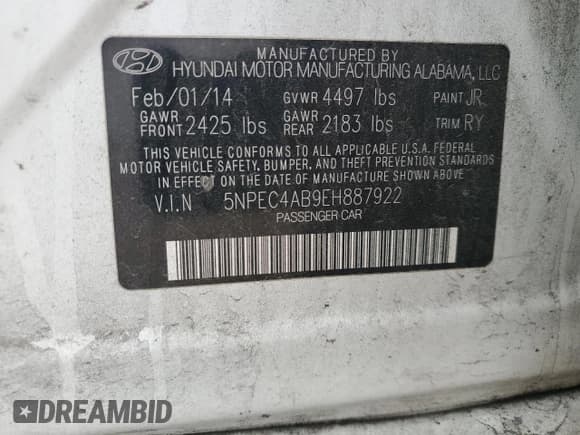 MANUFACTURED BY
HYUNDAI MOTOR MANUFACTURING ALABAMA, LLC
Feb/01/14 GVWR 4497 lbs PAINT JR
GAWR FRONT 2425 lbs GAWR REAR 2183 lbs TRIM RY
THIS VEHICLE CONFORMS TO ALL APPLICABLE U.S.A. FEDERAL
MOTOR VEHICLE SAFETY, BUMPER, AND THEFT PREVENTION STANDARDS
IN EFFECT ON THE DATE OF MANUFACTURE SHOWN ABOVE
V.I.N 5NPEC4AB9EH887922
PASSENGER CAR
DREAMBID